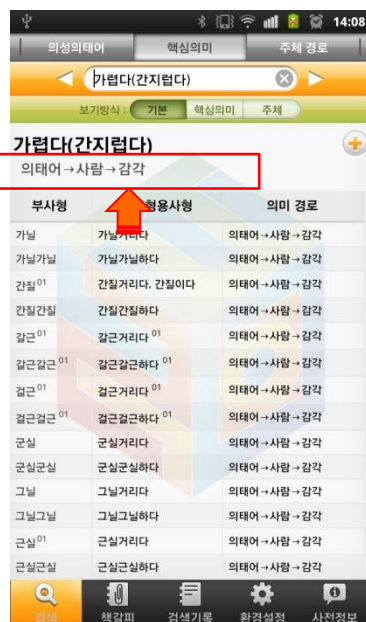 14:08
의성의태어 핵심의미 주체 경로
가렵다(간지럽다)
보기방식 : 기본 핵심의미 주체
가렵다(간지럽다)
의태어→사람→감각
부사형 형용사형 의미 경로
가닐 가닐거리다 의태어→사람→감각
가닐가닐 가닐가닐하다 의태어→사람→감각
간질01 간질거리다, 간질이다 의태어→사람→감각
간질간질 간질간질하다 의태어→사람→감각
갈근01 갈근거리다 01 의태어→사람→감각
갈근갈근 01 갈근갈근하다 01 의태어→사람→감각
걸근01 걸근거리다 01 의태어→사람→감각
걸근걸근 01 걸근걸근하다 01 의태어→사람→감각
군실 군실거리다 의태어→사람→감각
군실군실 군실군실하다 의태어→사람→감각
그닐 그닐거리다 의태어→사람→감각
그닐그닐 그닐그닐하다 의태어→사람→감각
근실01 근실거리다 의태어→사람→감각
근실근실 근실근실하다 의태어→사람→감각
검색 책갈피 검색기록 환경설정 사전정보